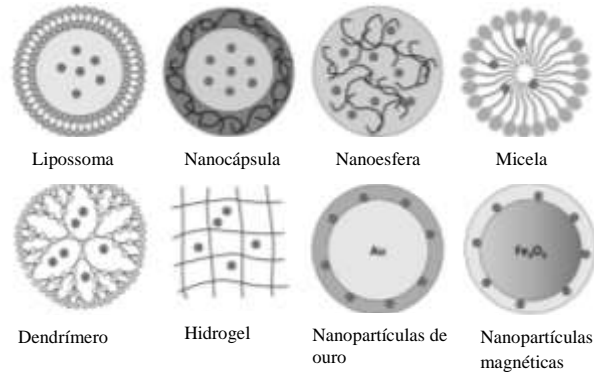 Lipossoma
Nanocápsula
Nanoesfera
Micela
Au
Fe₃O₄
Dendrímero
Hidrogel
Nanopartículas de
ouro
Nanopartículas
magnéticas